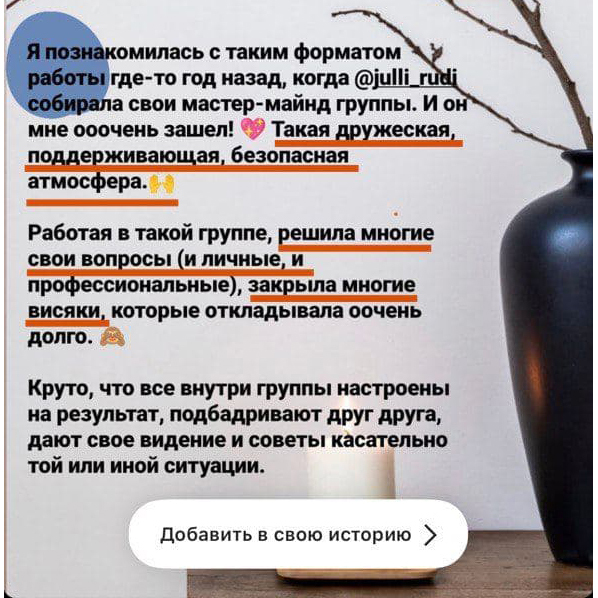 Я познакомилась с таким форматом
работы где-то год назад, когда @julli_rudi
собирала свои мастер-майнд группы. И он
мне ооочень зашел! 💖 Такая дружеская,
поддерживающая, безопасная
атмосфера.🙌
Работая в такой группе, решила многие
свои вопросы (и личные, и
профессиональные), закрыла многие
висяки, которые откладывала оочень
долго. 🙈
Круто, что все внутри группы настроены
на результат, подбадривают друг друга,
дают свое видение и советы касательно
той или иной ситуации.
Добавить в свою историю